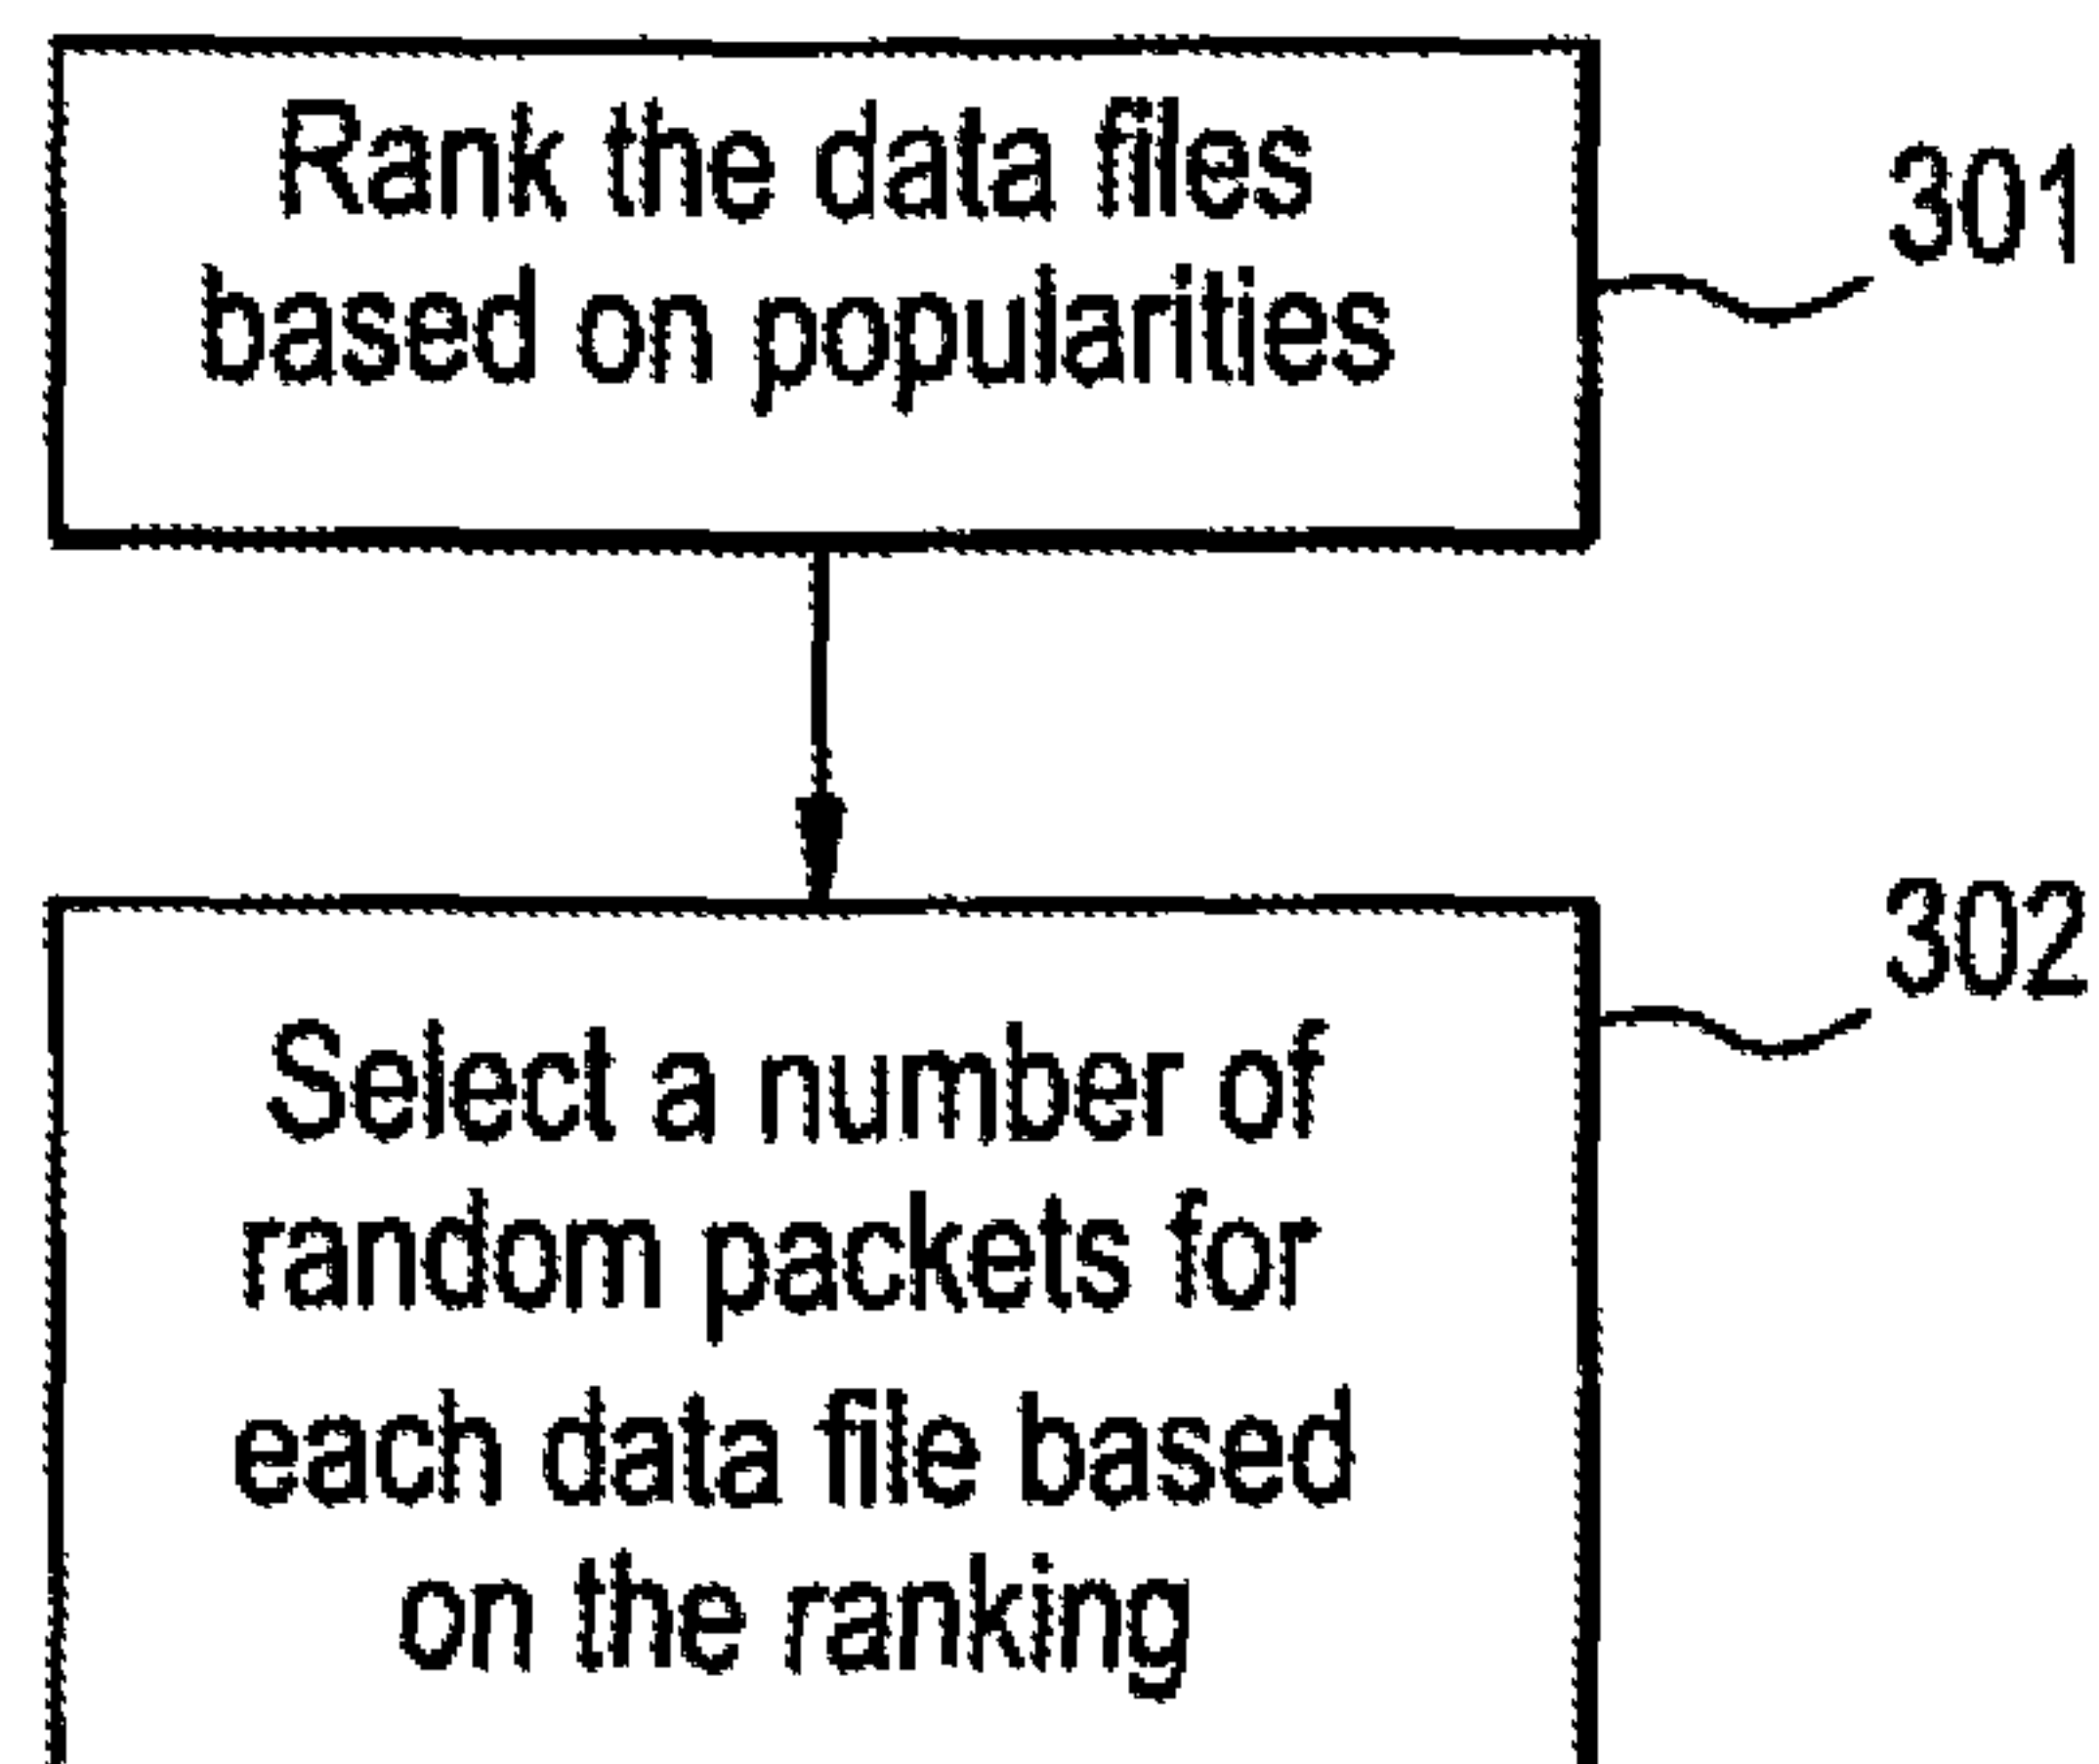 Rank the data files
based on popularities
301
302
Select a number of
random packets for
each data file based
on the ranking